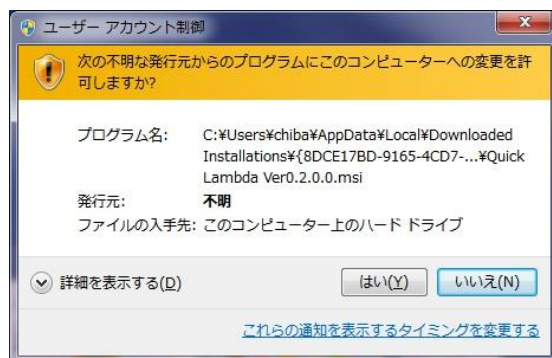 ユーザー アカウント制御
次の不明な発行元からのプログラムにこのコンピューターへの変更を許
可しますか?
プログラム名: C:¥Users¥chiba¥AppData¥Local¥Downloaded
Installations¥{8DCE17BD-9165-4CD7-...¥Quick
Lambda Ver0.2.0.0.msi
発行元: 不明
ファイルの入手先: このコンピューター上のハード ドライブ
詳細を表示する(D)
はい(Y)
いいえ(N)
これらの通知を表示するタイミングを変更する